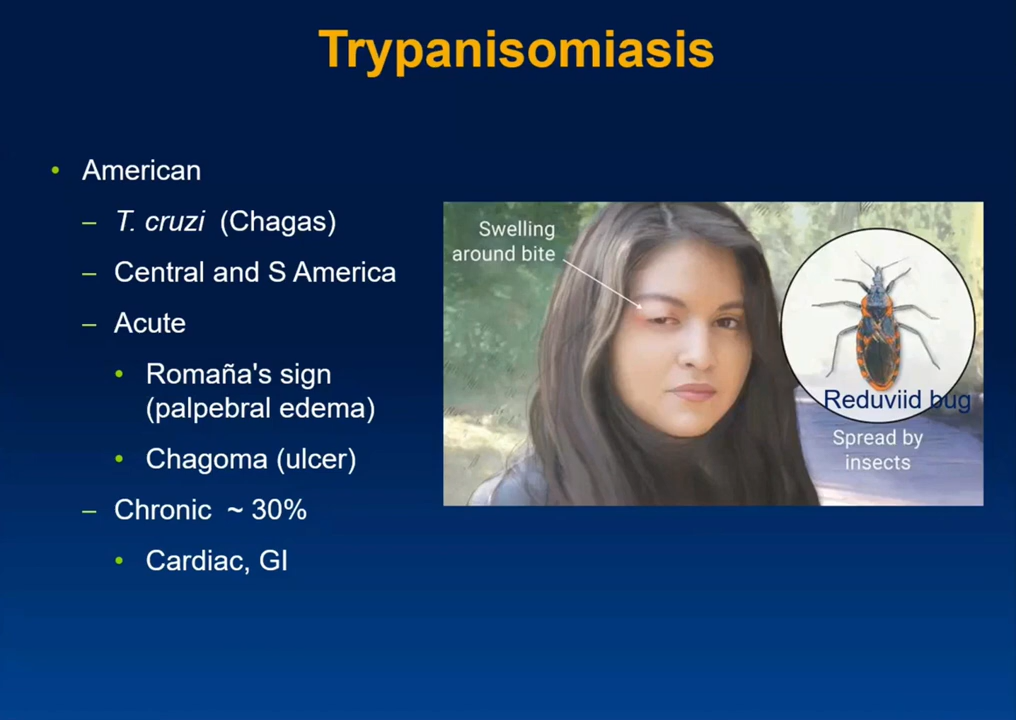 Trypanisomiasis
• American
– T. cruzi (Chagas)
– Central and S America
– Acute
• Romaña's sign
(palpebral edema)
• Chagoma (ulcer)
– Chronic ~ 30%
• Cardiac, GI
Swelling
around bite
Reduviid bug
Spread by
insects